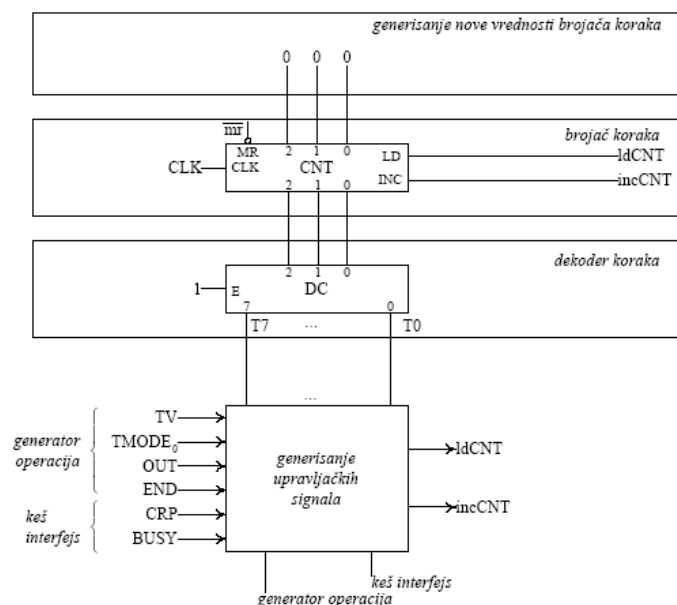 generisanje nove vrednosti brojača koraka
0 0 0
mr
brojač koraka
MR 2 1 0 LD ldCNT
CLK CLK CNT
INC incCNT
2 1 0
dekoder koraka
2 1 0
1 E DC
7 0
T7 ... T0
...
TV
generator operacija
TMODE0
OUT
END
keš interfejs
CRP
BUSY
generisanje upravljačkih signala
ldCNT
incCNT
keš interfejs
generator operacija